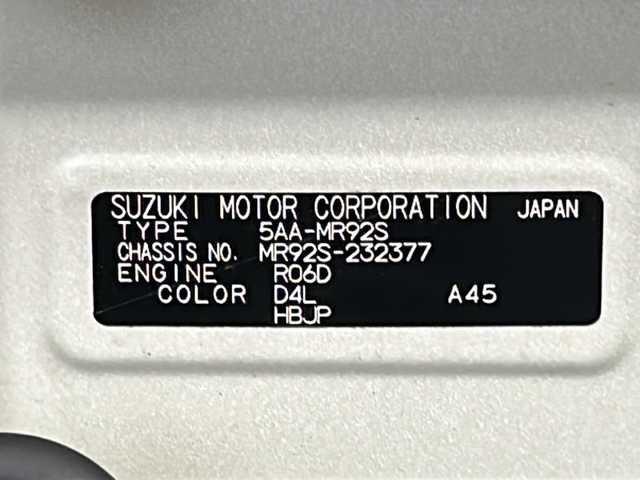 SUZUKI MOTOR CORPORATION JAPAN
TYPE 5AA-MR92S
CHASSIS NO. MR92S-232377
ENGINE R06D
COLOR D4L A45
HBJP